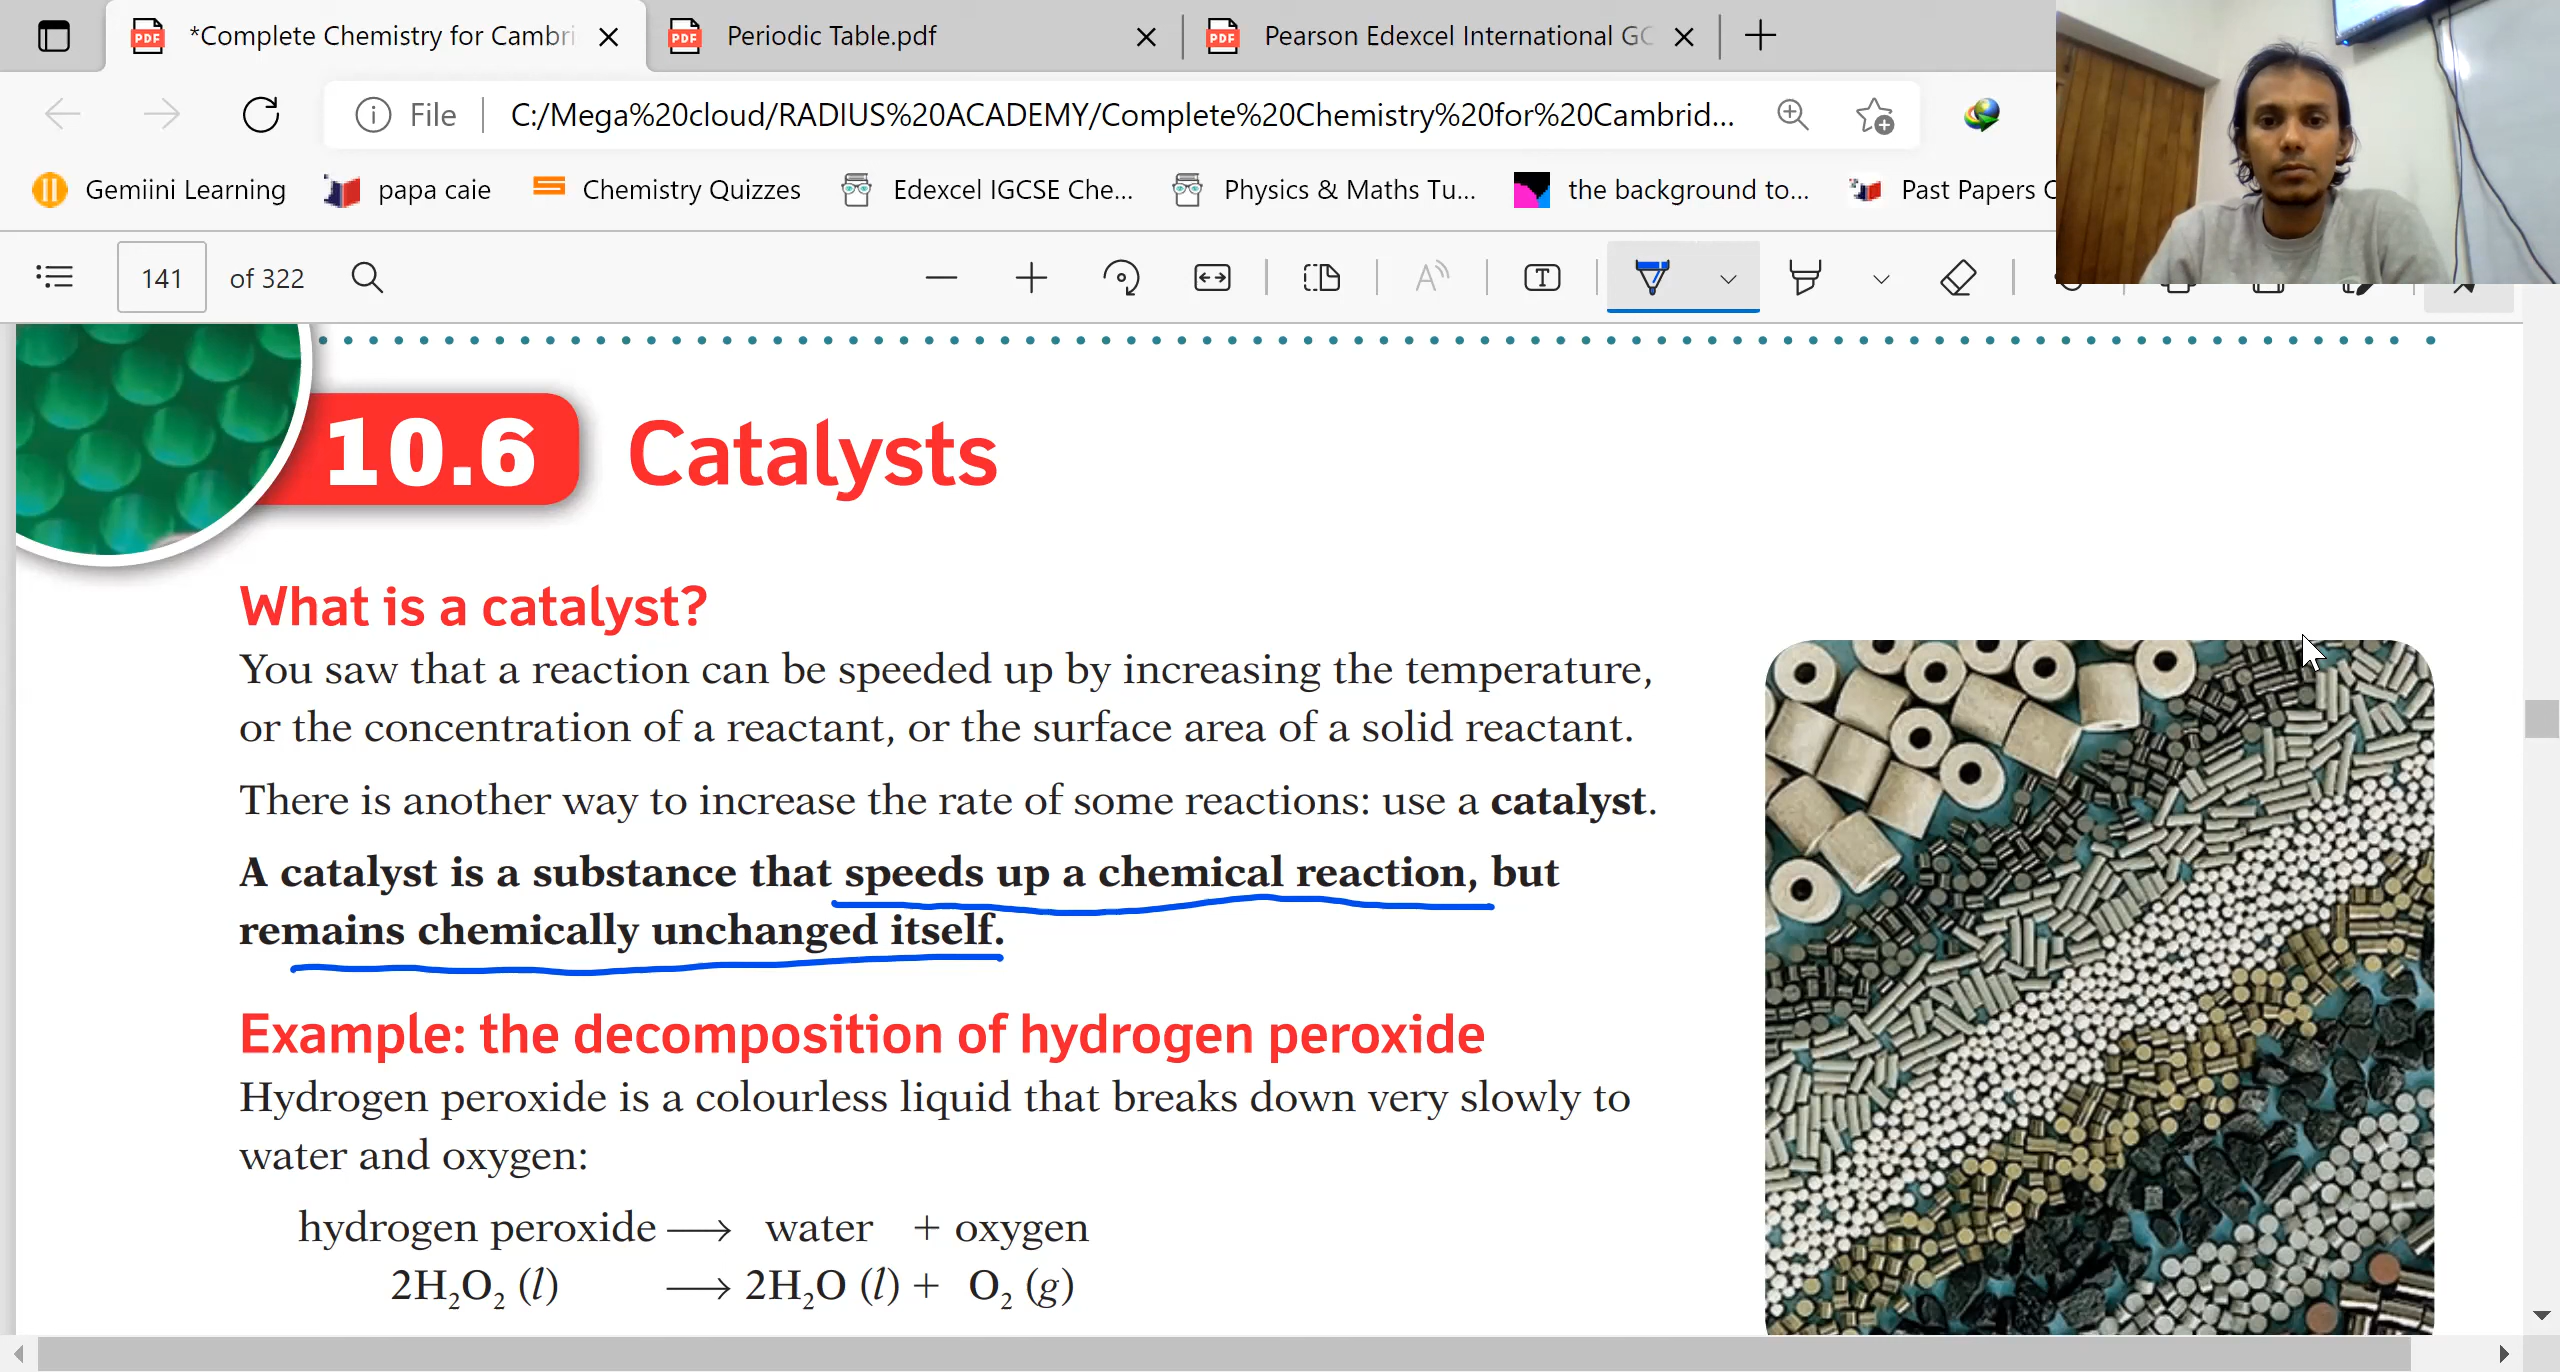 *Complete Chemistry for Cambri
Periodic Table.pdf
Pearson Edexcel International GC
File
C:/Mega%20cloud/RADIUS%20ACADEMY/Complete%20Chemistry%20for%20Cambrid...
Gemiini Learning
papa caie
Chemistry Quizzes
Edexcel IGCSE Che...
Physics & Maths Tu...
the background to...
Past Papers
141 of 322
10.6 Catalysts
What is a catalyst?
You saw that a reaction can be speeded up by increasing the temperature,
or the concentration of a reactant, or the surface area of a solid reactant.
There is another way to increase the rate of some reactions: use a catalyst.
A catalyst is a substance that speeds up a chemical reaction, but
remains chemically unchanged itself.
Example: the decomposition of hydrogen peroxide
Hydrogen peroxide is a colourless liquid that breaks down very slowly to
water and oxygen:
hydrogen peroxide ⟶ water + oxygen
2H₂O₂ (l) ⟶ 2H₂O (l) + O₂ (g)